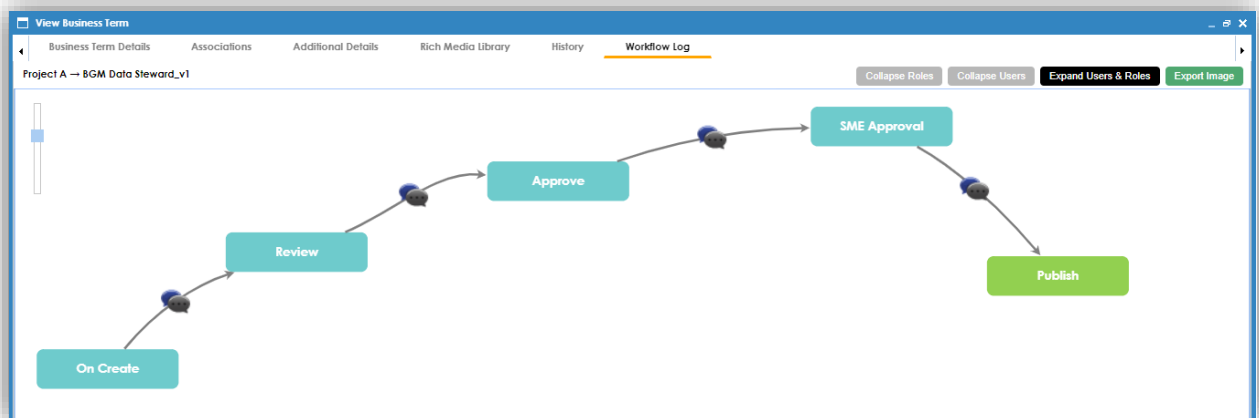 View Business Term
Business Term Details Associations Additional Details Rich Media Library History Workflow Log
Project A → BGM Data Steward_v1 Collapse Roles Collapse Users Expand Users & Roles Export Image
SME Approval
Approve
Review
Publish
On Create